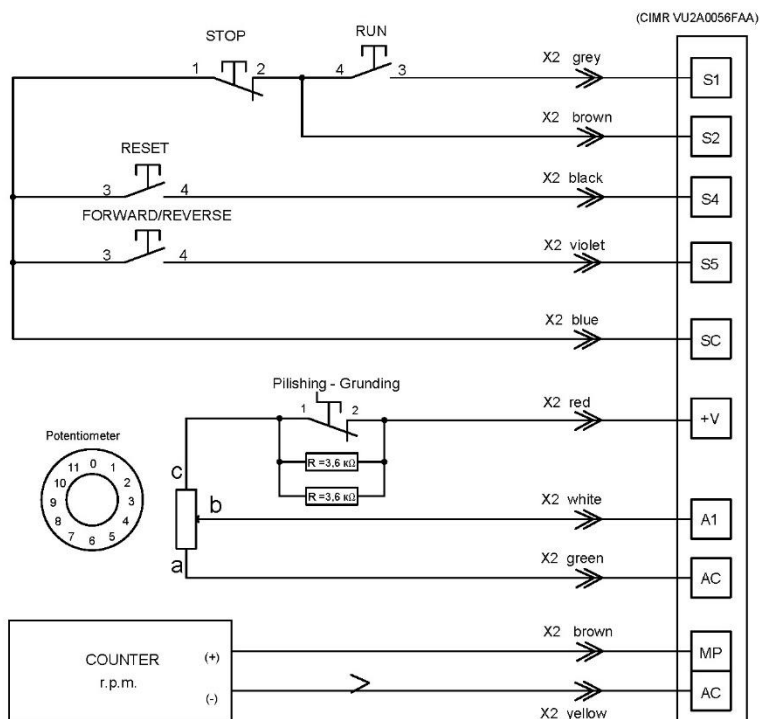 (CIMR VU2A0056FAA)
STOP
RUN
1 2 4 3 X2 grey S1
X2 brown S2
RESET
3 4 X2 black S4
FORWARD/REVERSE
3 4 X2 violet S5
X2 blue SC
Pilishing - Grunding
1 2 X2 red +V
Potentiometer
R =3,6 кΩ
R =3,6 кΩ
11 0 1 2 3 4 5 6 7 8 9 10
c
b X2 white A1
a X2 green AC
COUNTER
r.p.m.
(+) X2 brown MP
(-) X2 yellow AC